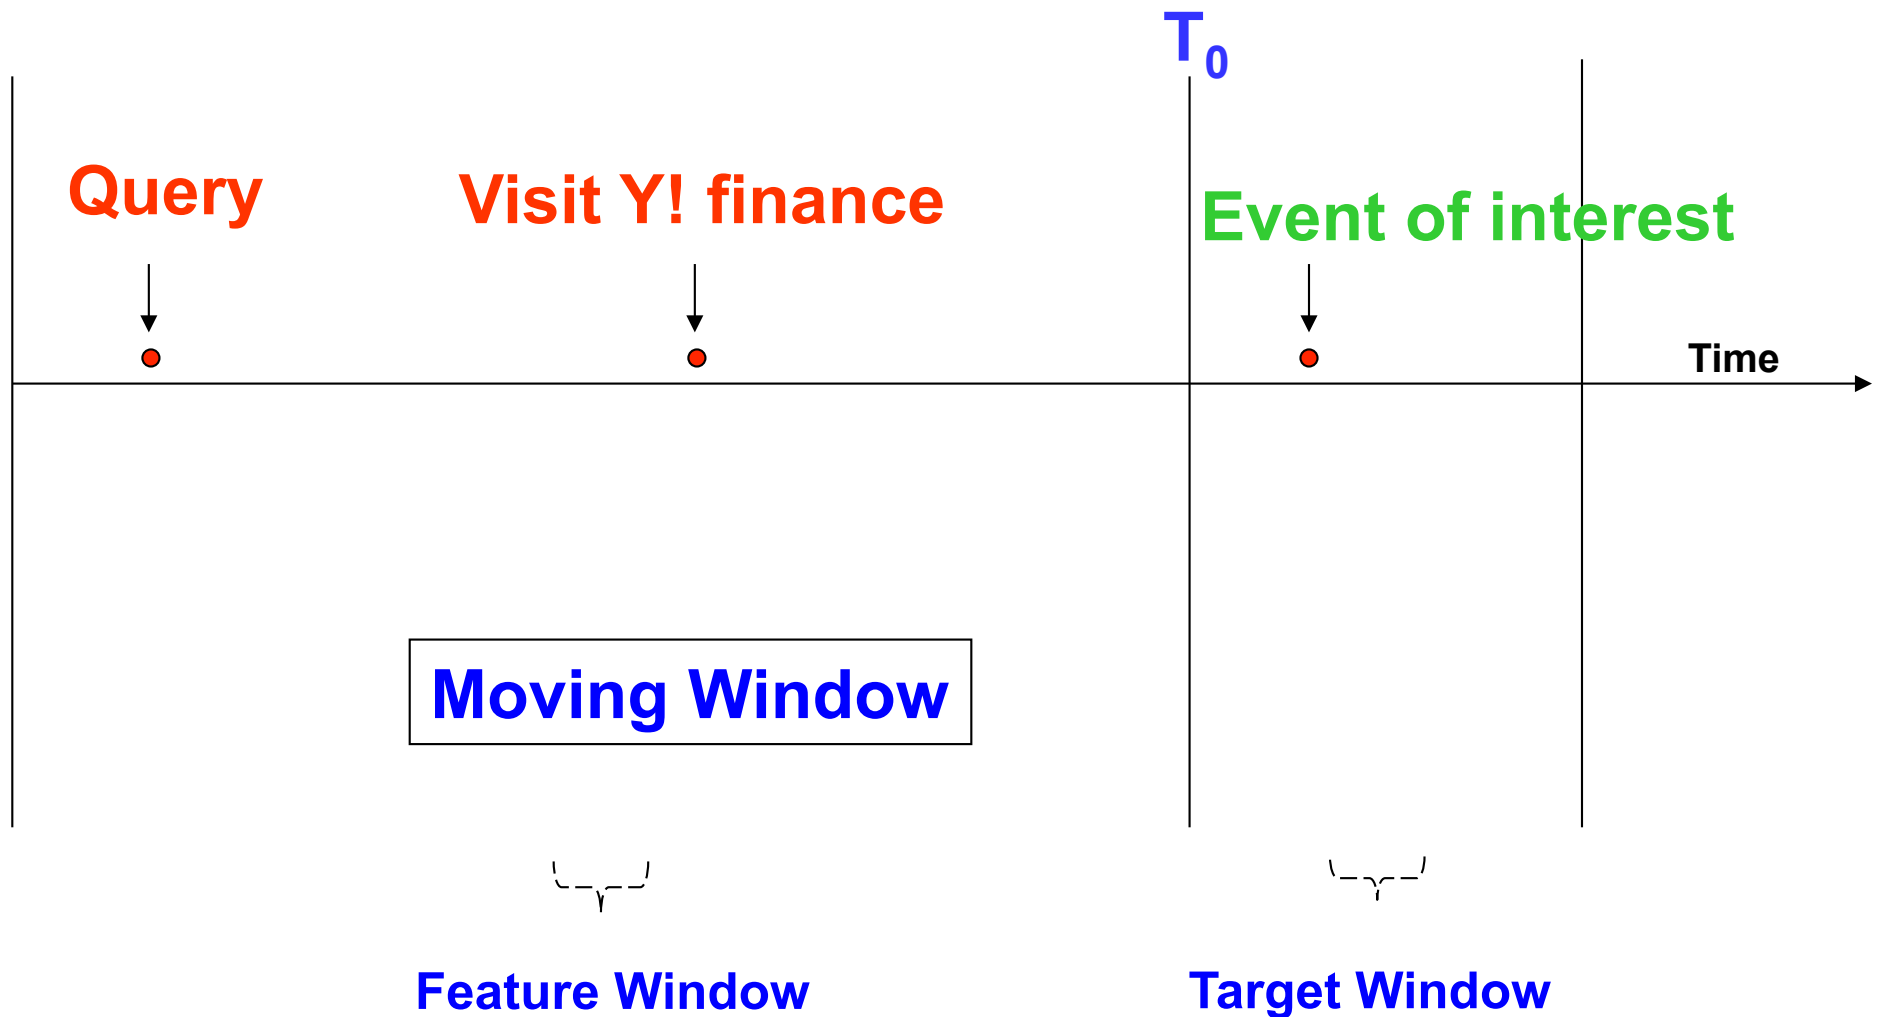 T0
Query
Visit Y! finance
Event of interest
Time
Moving Window
Feature Window
Target Window